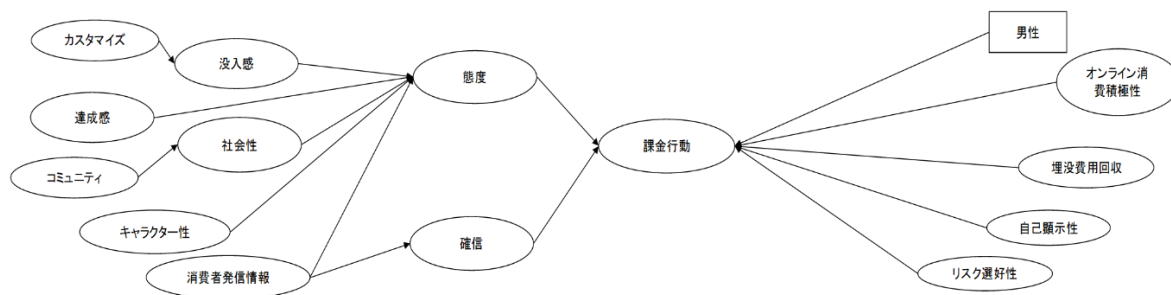 カスタマイズ
没入感
達成感
社会性
コミュニティ
キャラクター性
消費者発信情報
態度
確信
課金行動
男性
オンライン消
費積極性
埋没費用回収
自己顕示性
リスク選好性